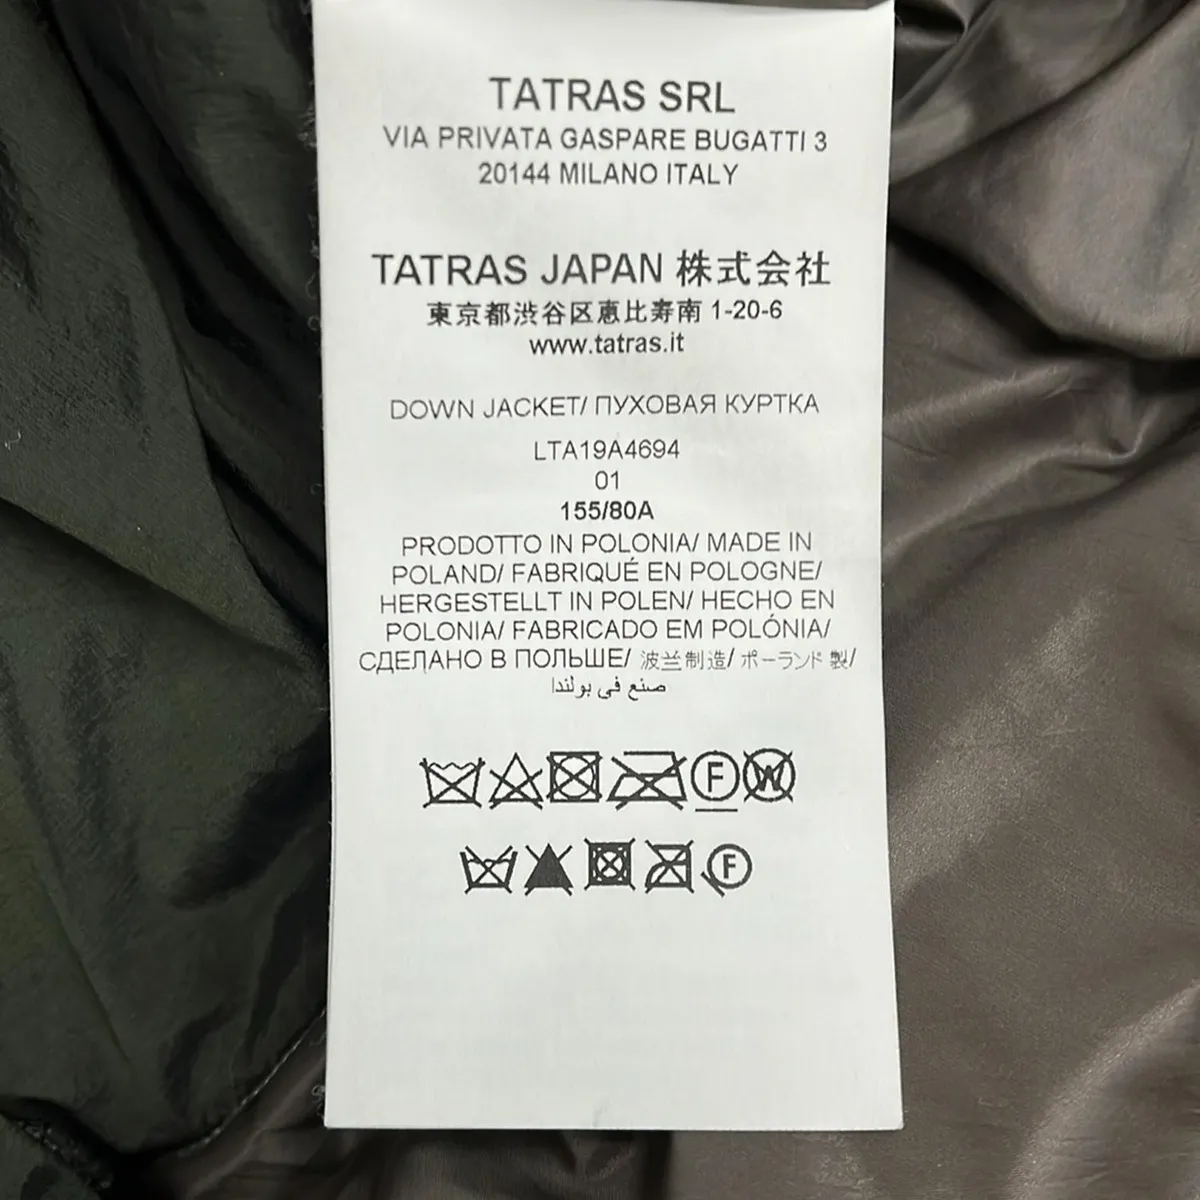 TATRAS SRL
VIA PRIVATA GASPARE BUGATTI 3
20144 MILANO ITALY
TATRAS JAPAN 株式会社
東京都渋谷区恵比寿南 1-20-6
www.tatras.it
DOWN JACKET/ ПУХОВАЯ КУРТКА
LTA19A4694
01
155/80A
PRODOTTO IN POLONIA/ MADE IN
POLAND/ FABRIQUÉ EN POLOGNE/
HERGESTELLT IN POLEN/ HECHO EN
POLONIA/ FABRICADO EM POLÓNIA/
СДЕЛАНО В ПОЛЬШЕ/ 波兰制造/ ポーランド 製/
صنع في بولندا
F W
F